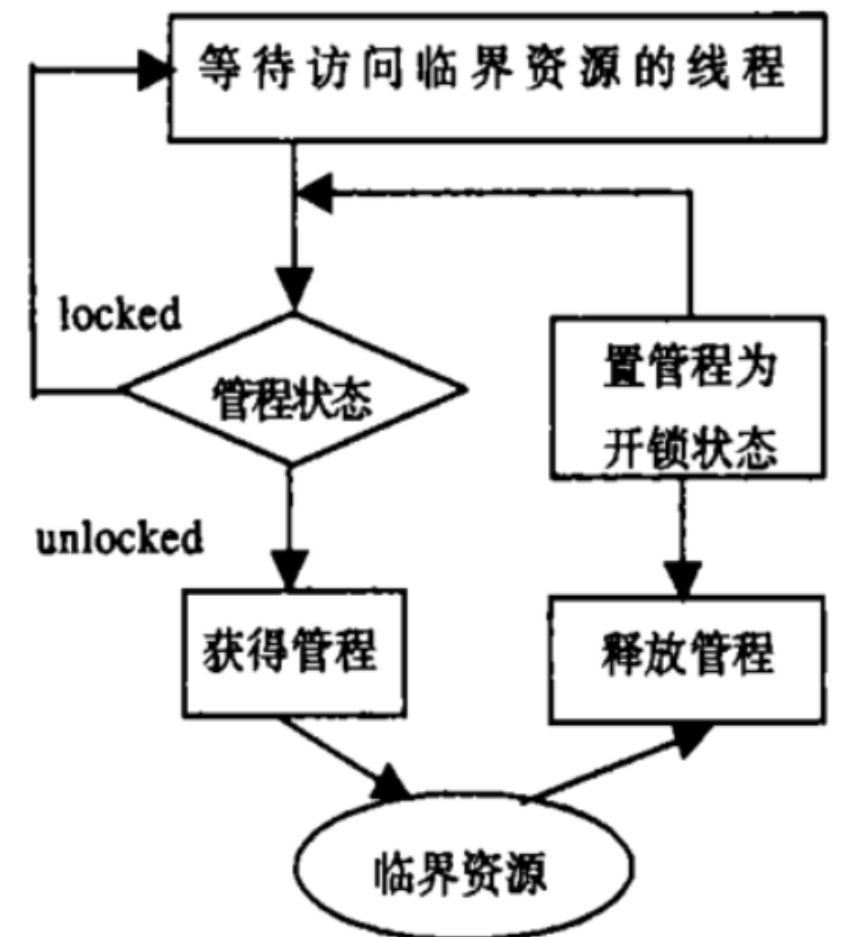 等待访问临界资源的线程
locked
管程状态
置管程为
开锁状态
unlocked
获得管程
释放管程
临界资源